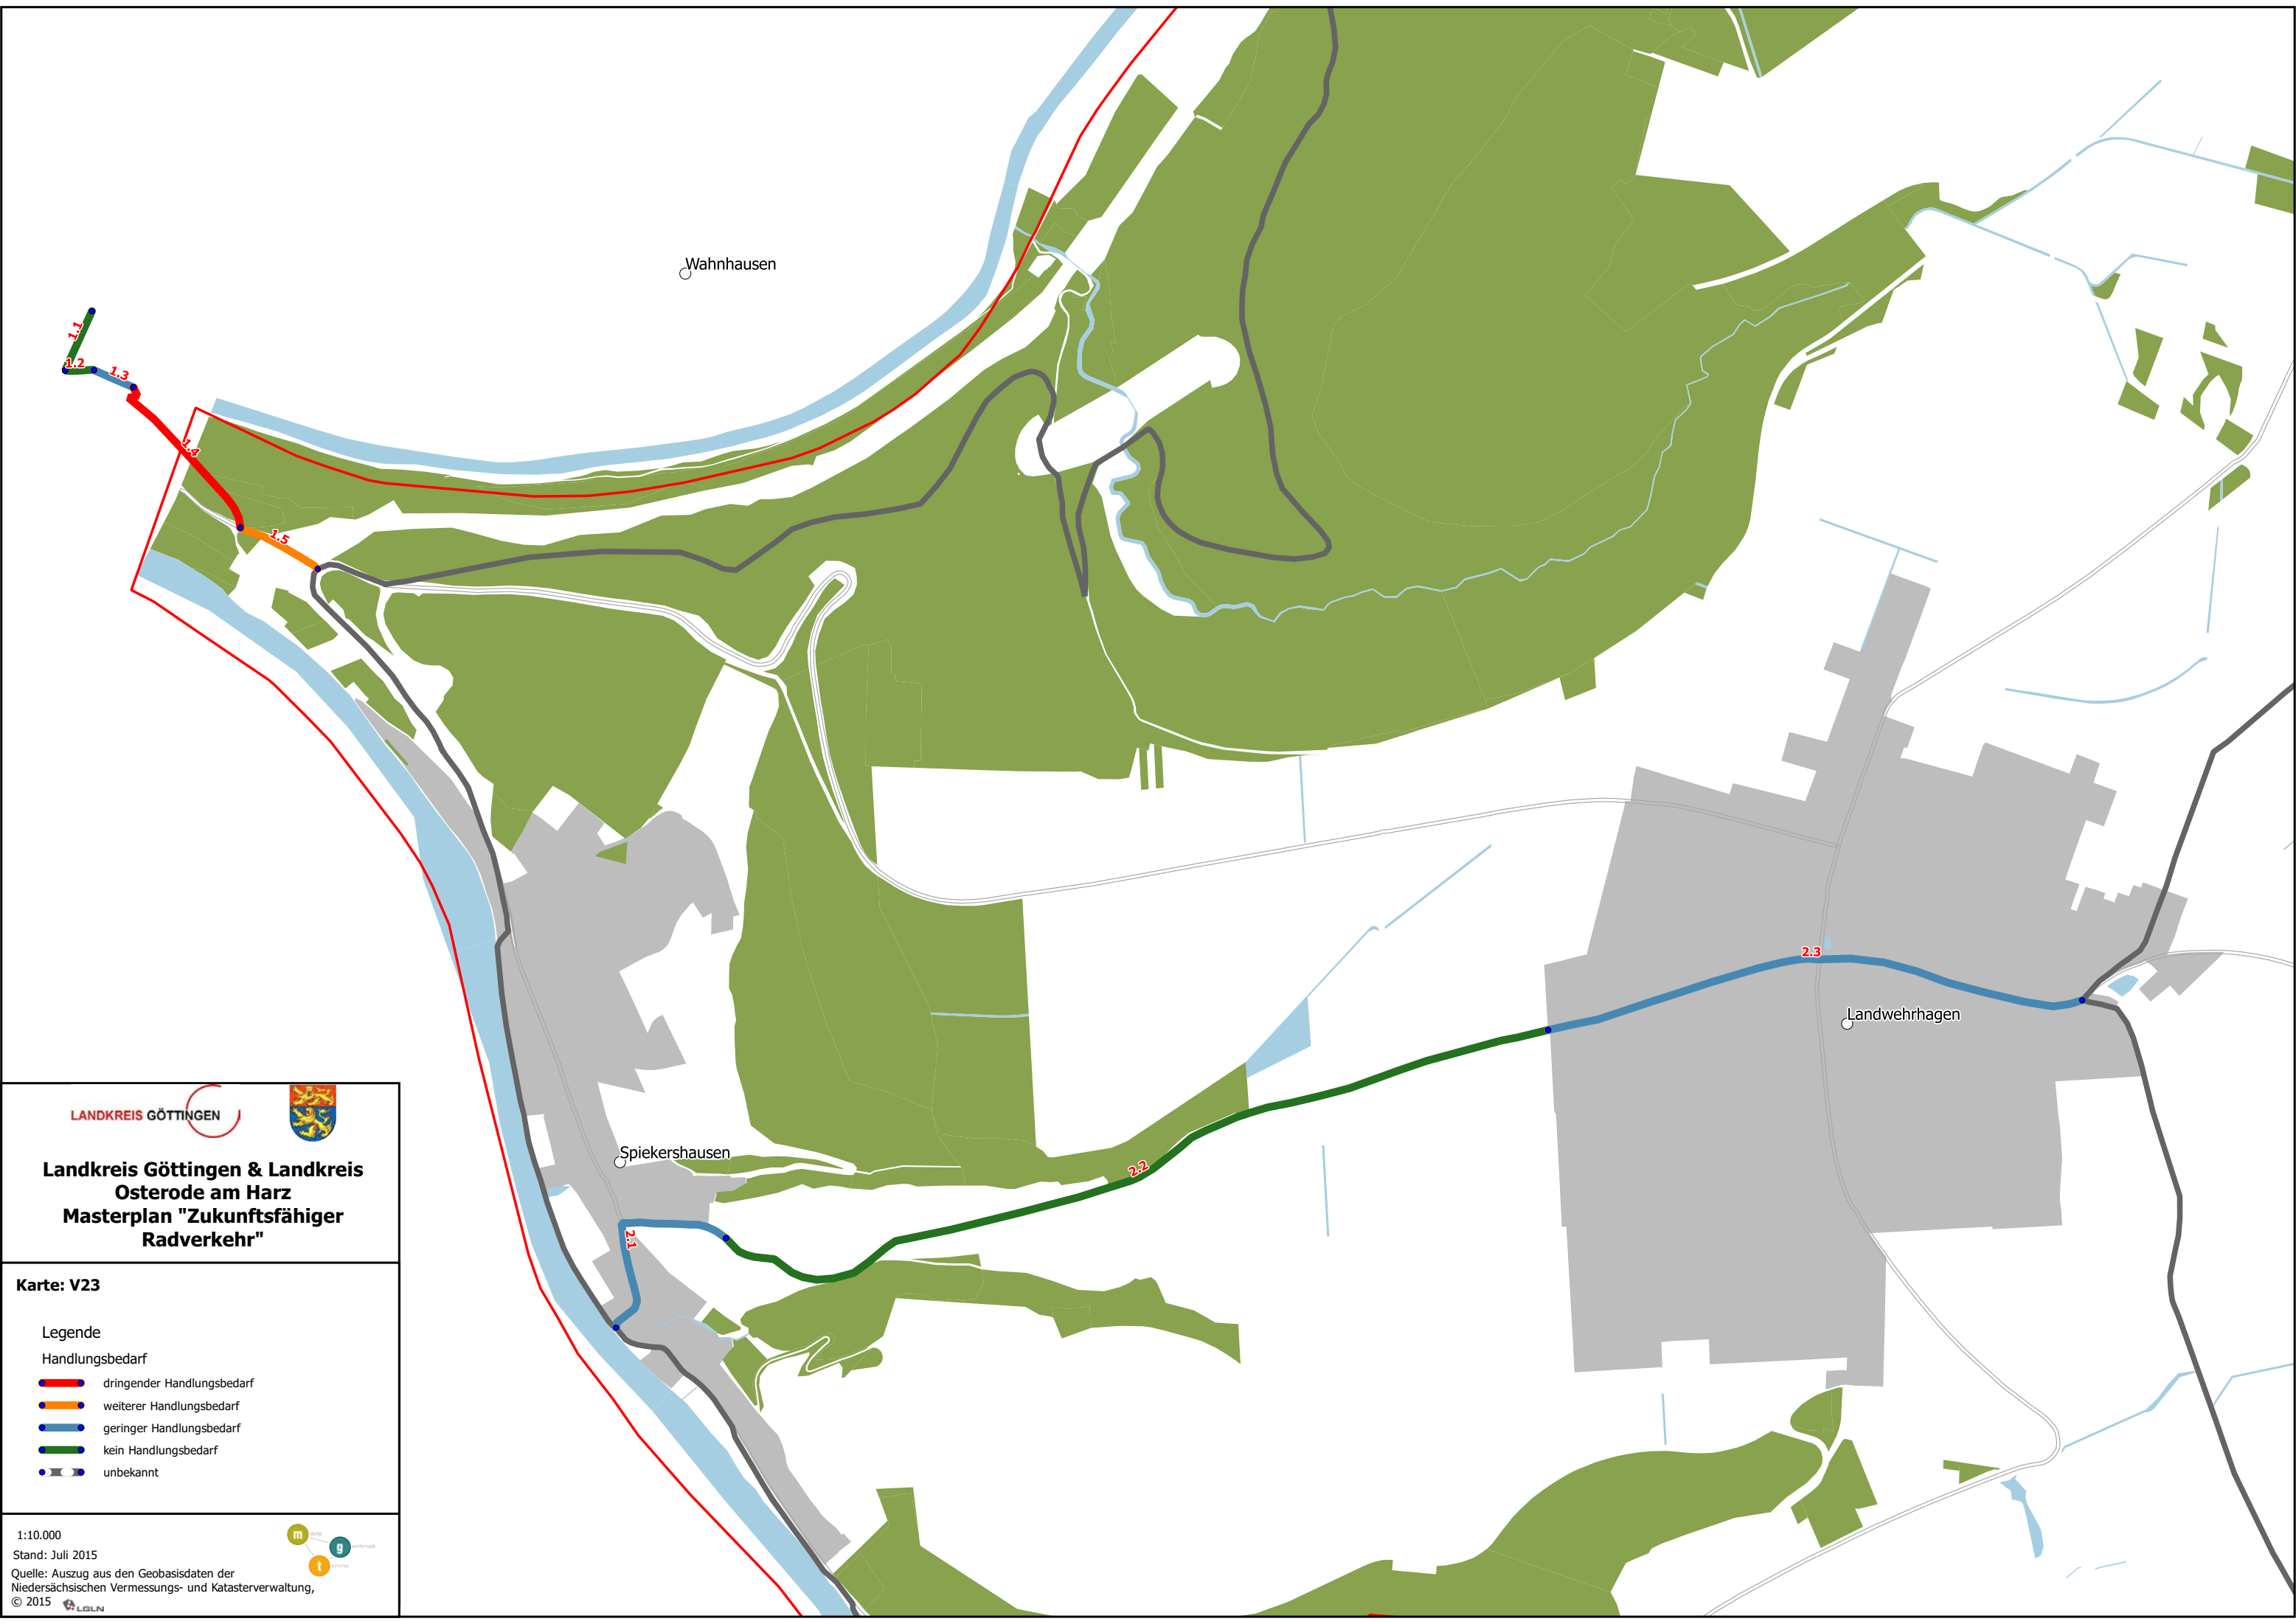 Wahnhausen
1.1
1.2
1.3
1.4
1.5
2.3
Landwehrhagen
2.2
Spiekershausen
2.1
LANDKREIS GÖTTINGEN
Landkreis Göttingen & Landkreis
Osterode am Harz
Masterplan "Zukunftsfähiger
Radverkehr"
Karte: V23
Legende
Handlungsbedarf
dringender Handlungsbedarf
weiterer Handlungsbedarf
geringer Handlungsbedarf
kein Handlungsbedarf
unbekannt
1:10.000
m
g
t
Stand: Juli 2015
Quelle: Auszug aus den Geobasisdaten der
Niedersächsischen Vermessungs- und Katasterverwaltung,
© 2015 LGLN